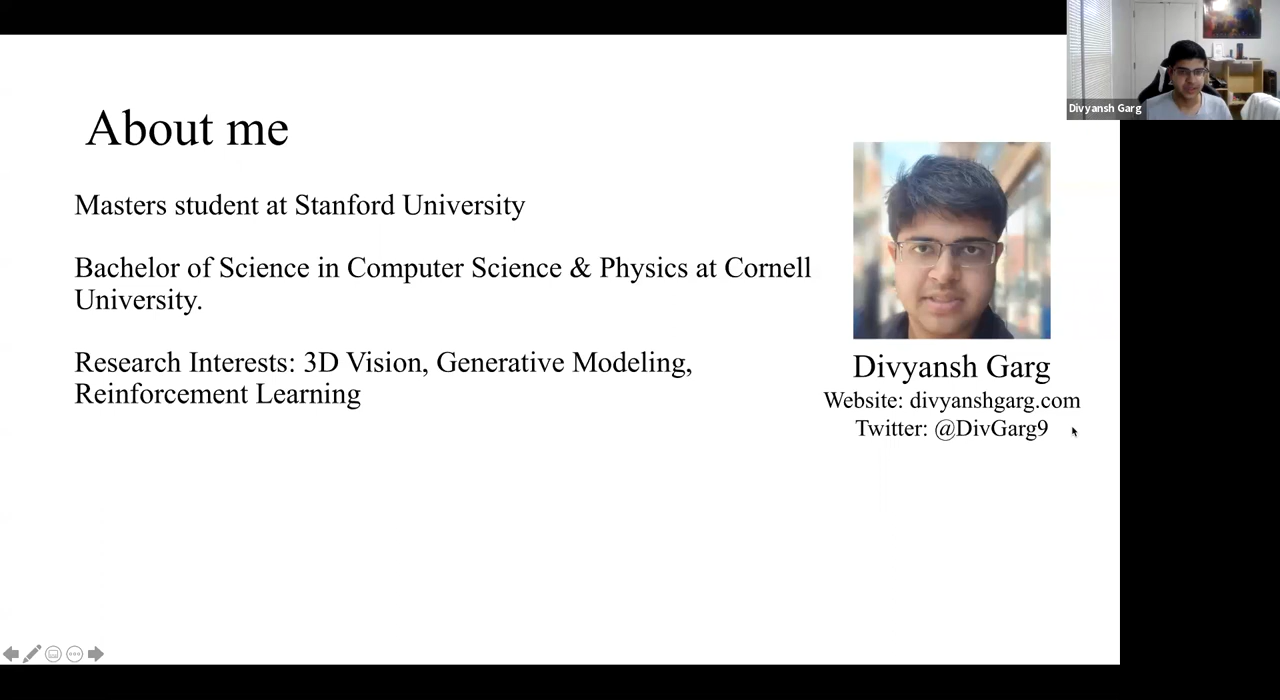 Divyansh Garg
About me
Masters student at Stanford University
Bachelor of Science in Computer Science & Physics at Cornell
University.
Research Interests: 3D Vision, Generative Modeling,
Reinforcement Learning
Divyansh Garg
Website: divyanshgarg.com
Twitter: @DivGarg9